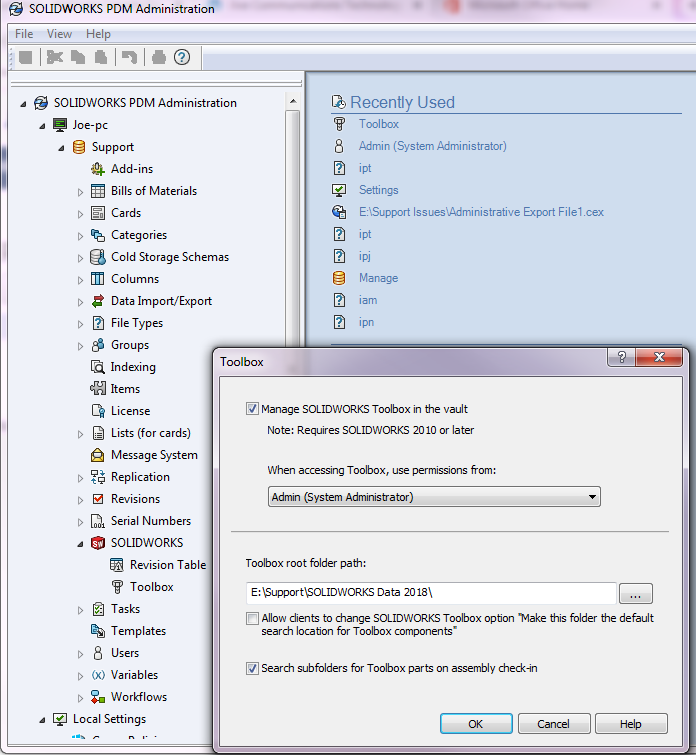 SOLIDWORKS PDM Administration
File View Help
SOLIDWORKS PDM Administration
Joe-pc
Support
Add-ins
Bills of Materials
Cards
Categories
Cold Storage Schemas
Columns
Data Import/Export
File Types
Groups
Indexing
Items
License
Lists (for cards)
Message System
Replication
Revisions
Serial Numbers
SOLIDWORKS
Revision Table
Toolbox
Tasks
Templates
Users
Variables
Workflows
Local Settings
Recently Used
Toolbox
Admin (System Administrator)
ipt
Settings
E:\Support Issues\Administrative Export File1.cex
ipt
ipj
Manage
iam
ipn
Toolbox
Manage SOLIDWORKS Toolbox in the vault
Note: Requires SOLIDWORKS 2010 or later
When accessing Toolbox, use permissions from:
Admin (System Administrator)
Toolbox root folder path:
E:\Support\SOLIDWORKS Data 2018\
...
Allow clients to change SOLIDWORKS Toolbox option "Make this folder the default
search location for Toolbox components"
Search subfolders for Toolbox parts on assembly check-in
OK Cancel Help